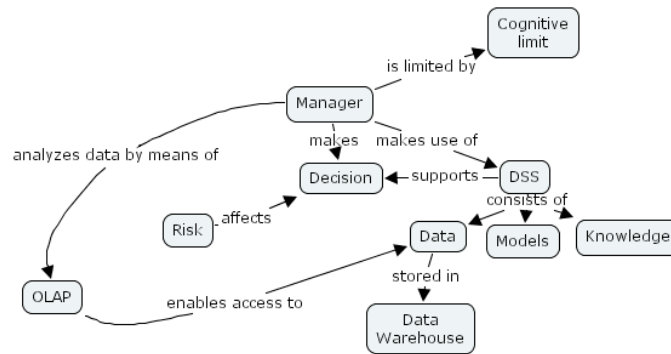 Cognitive
limit
is limited by
Manager
makes
makes use of
analyzes data by means of
Decision
supports
DSS
consists of
Risk
affects
Data
Models
Knowledge
stored in
OLAP
enables access to
Data
Warehouse